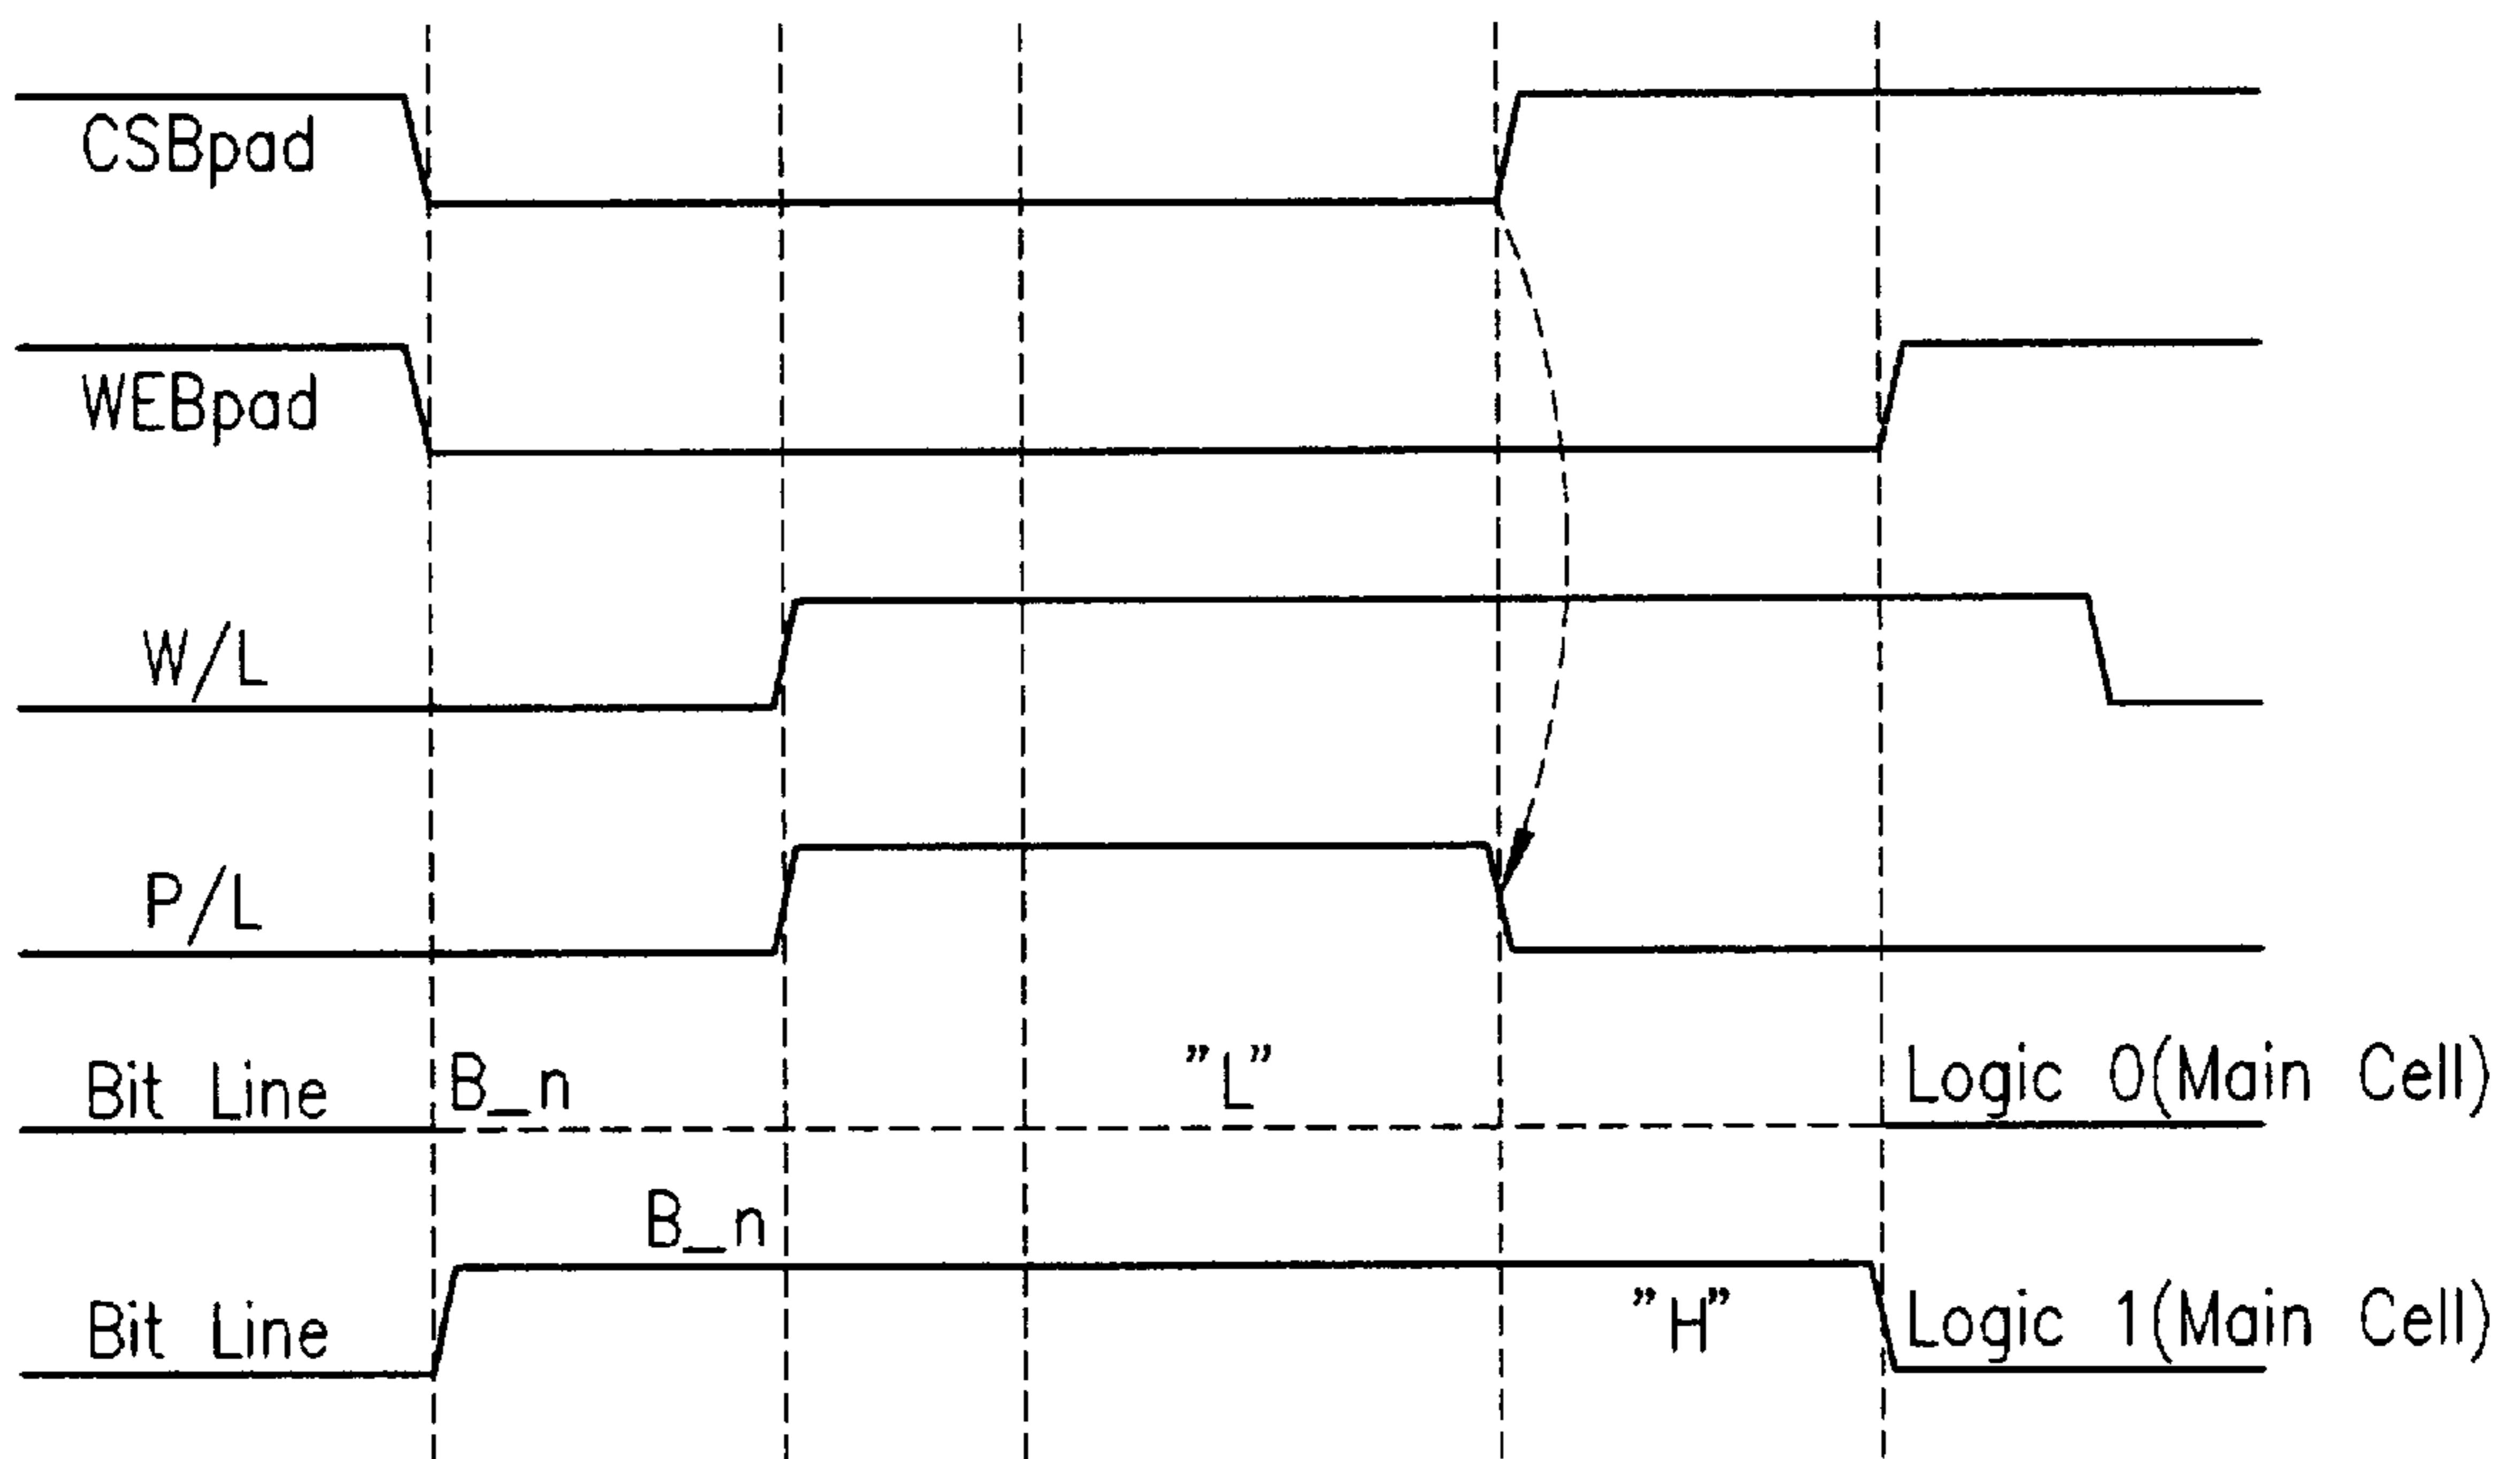 CSBpad
WEBpad
W/L
P/L
Bit Line B_n "L" Logic 0(Main Cell)
B_n
Bit Line "H" Logic 1(Main Cell)